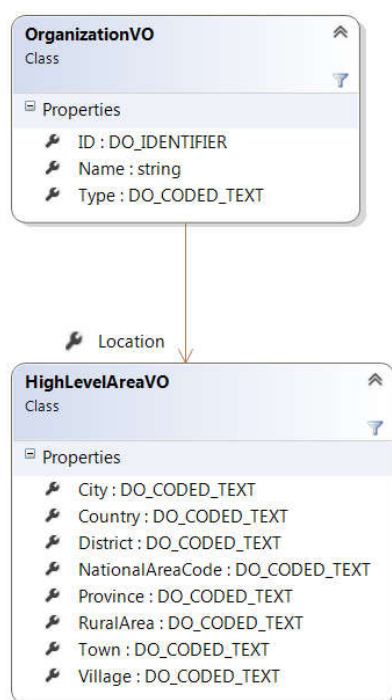 OrganizationVO
Class
Properties
ID : DO_IDENTIFIER
Name : string
Type : DO_CODED_TEXT
Location
HighLevelAreaVO
Class
Properties
City : DO_CODED_TEXT
Country : DO_CODED_TEXT
District : DO_CODED_TEXT
NationalAreaCode : DO_CODED_TEXT
Province : DO_CODED_TEXT
RuralArea : DO_CODED_TEXT
Town : DO_CODED_TEXT
Village : DO_CODED_TEXT